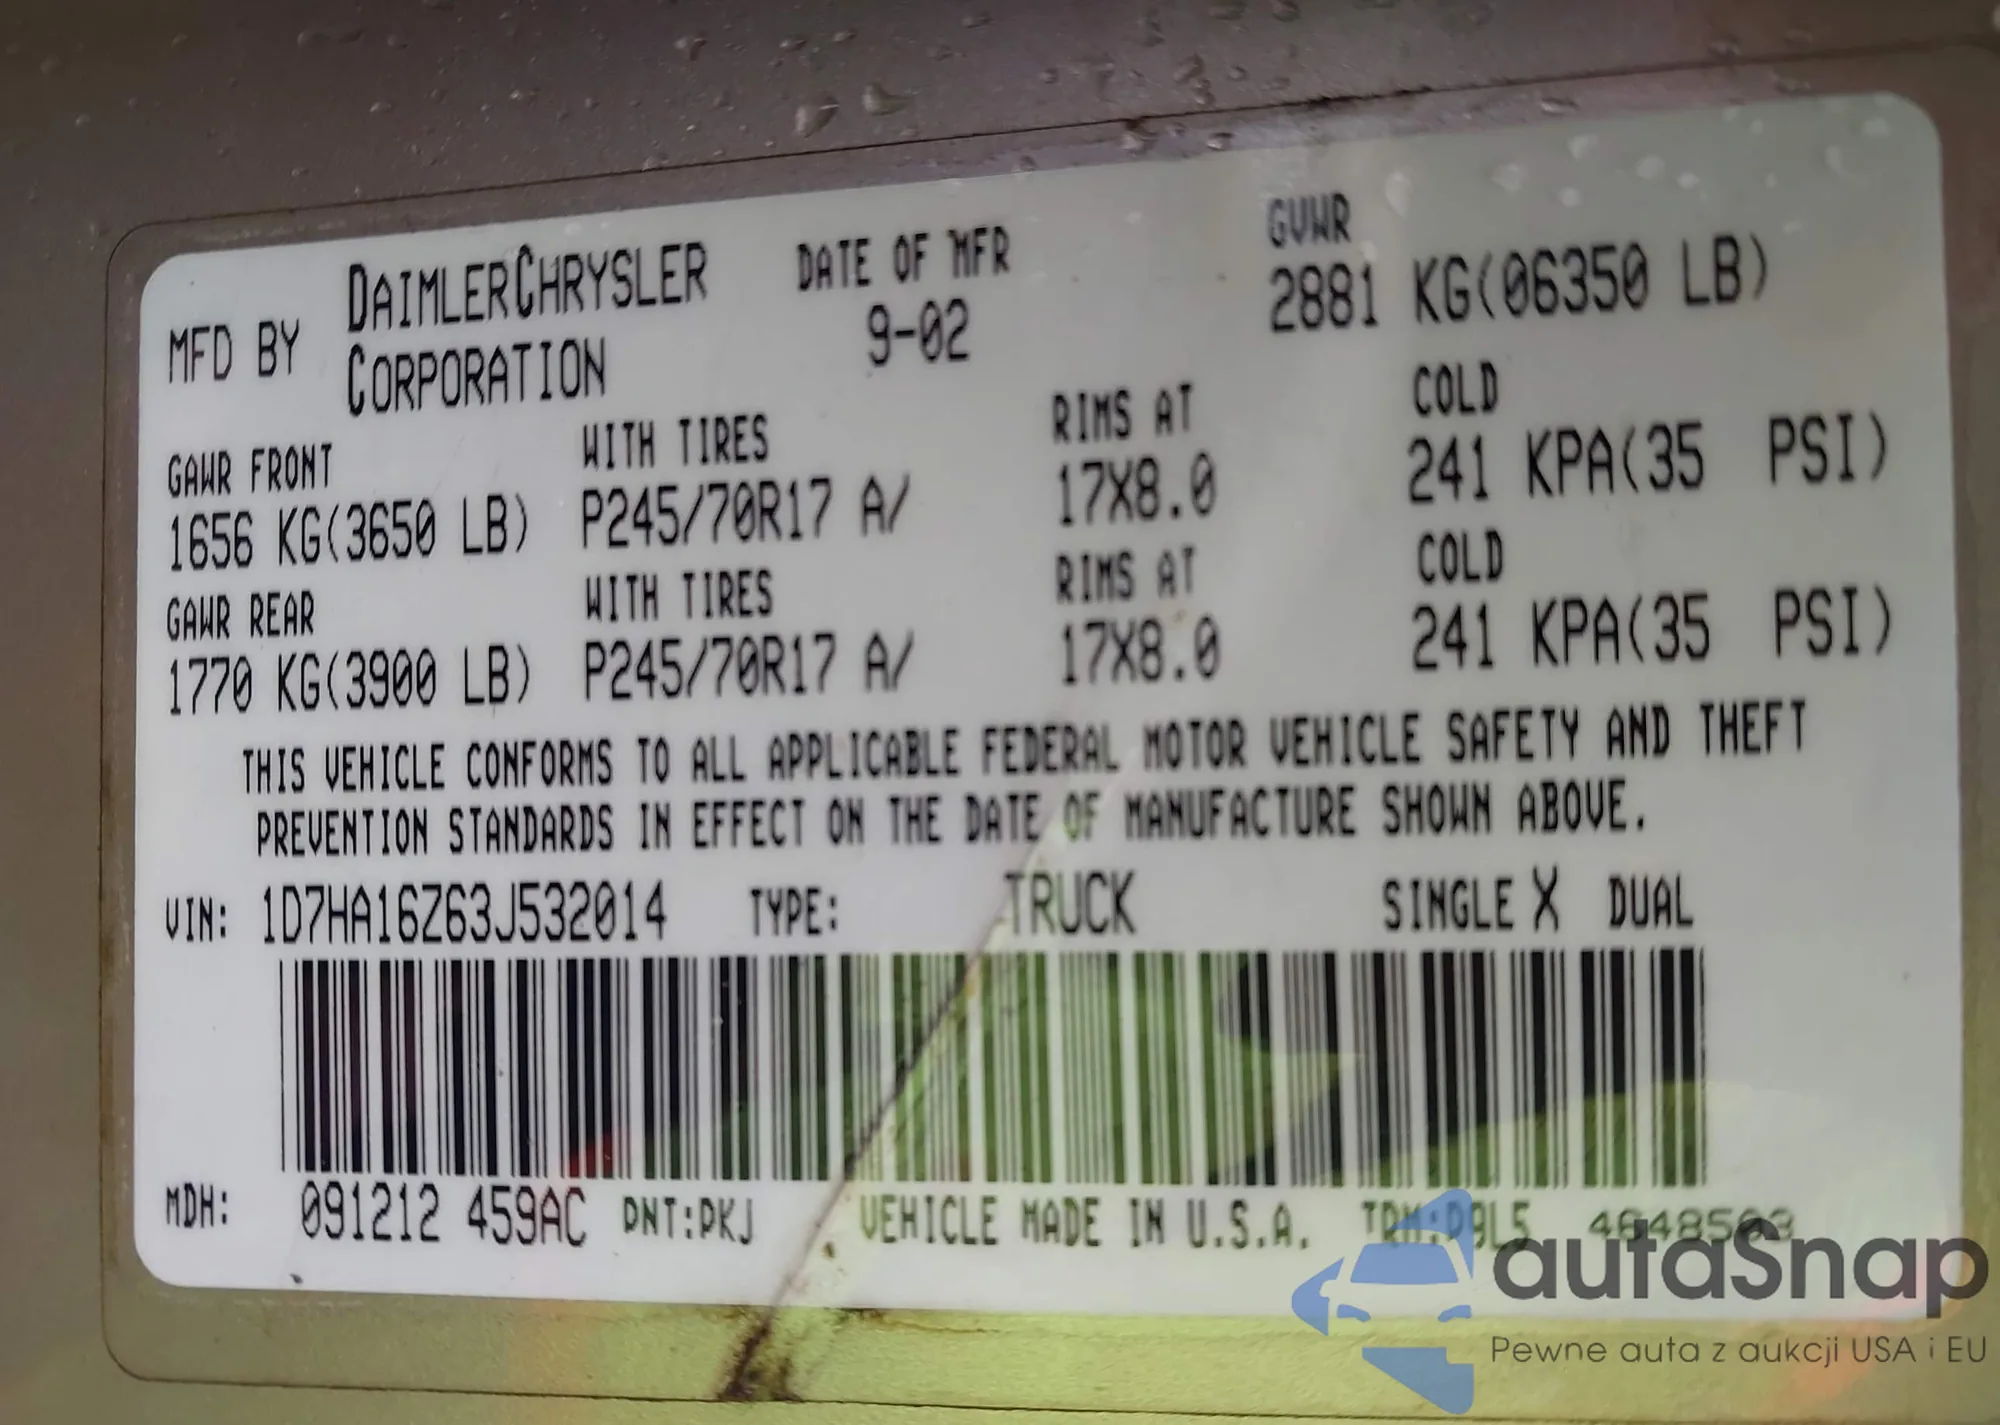 MFD BY DAIMLERCHRYSLER CORPORATION DATE OF MFR 9-02 GVWR 2881 KG(06350 LB)
GAWR FRONT WITH TIRES RIMS AT COLD
1656 KG(3650 LB) P245/70R17 A/ 17X8.0 241 KPA(35 PSI)
GAWR REAR WITH TIRES RIMS AT COLD
1770 KG(3900 LB) P245/70R17 A/ 17X8.0 241 KPA(35 PSI)
THIS VEHICLE CONFORMS TO ALL APPLICABLE FEDERAL MOTOR VEHICLE SAFETY AND THEFT
PREVENTION STANDARDS IN EFFECT ON THE DATE OF MANUFACTURE SHOWN ABOVE.
VIN: 1D7HA16Z63J532014 TYPE: TRUCK SINGLE X DUAL
MDH: 091212 459AC PNT:PKJ VEHICLE MADE IN U.S.A. TRM:P9L5 4648503
autaSnap
Pewne auta z aukcji USA i EU